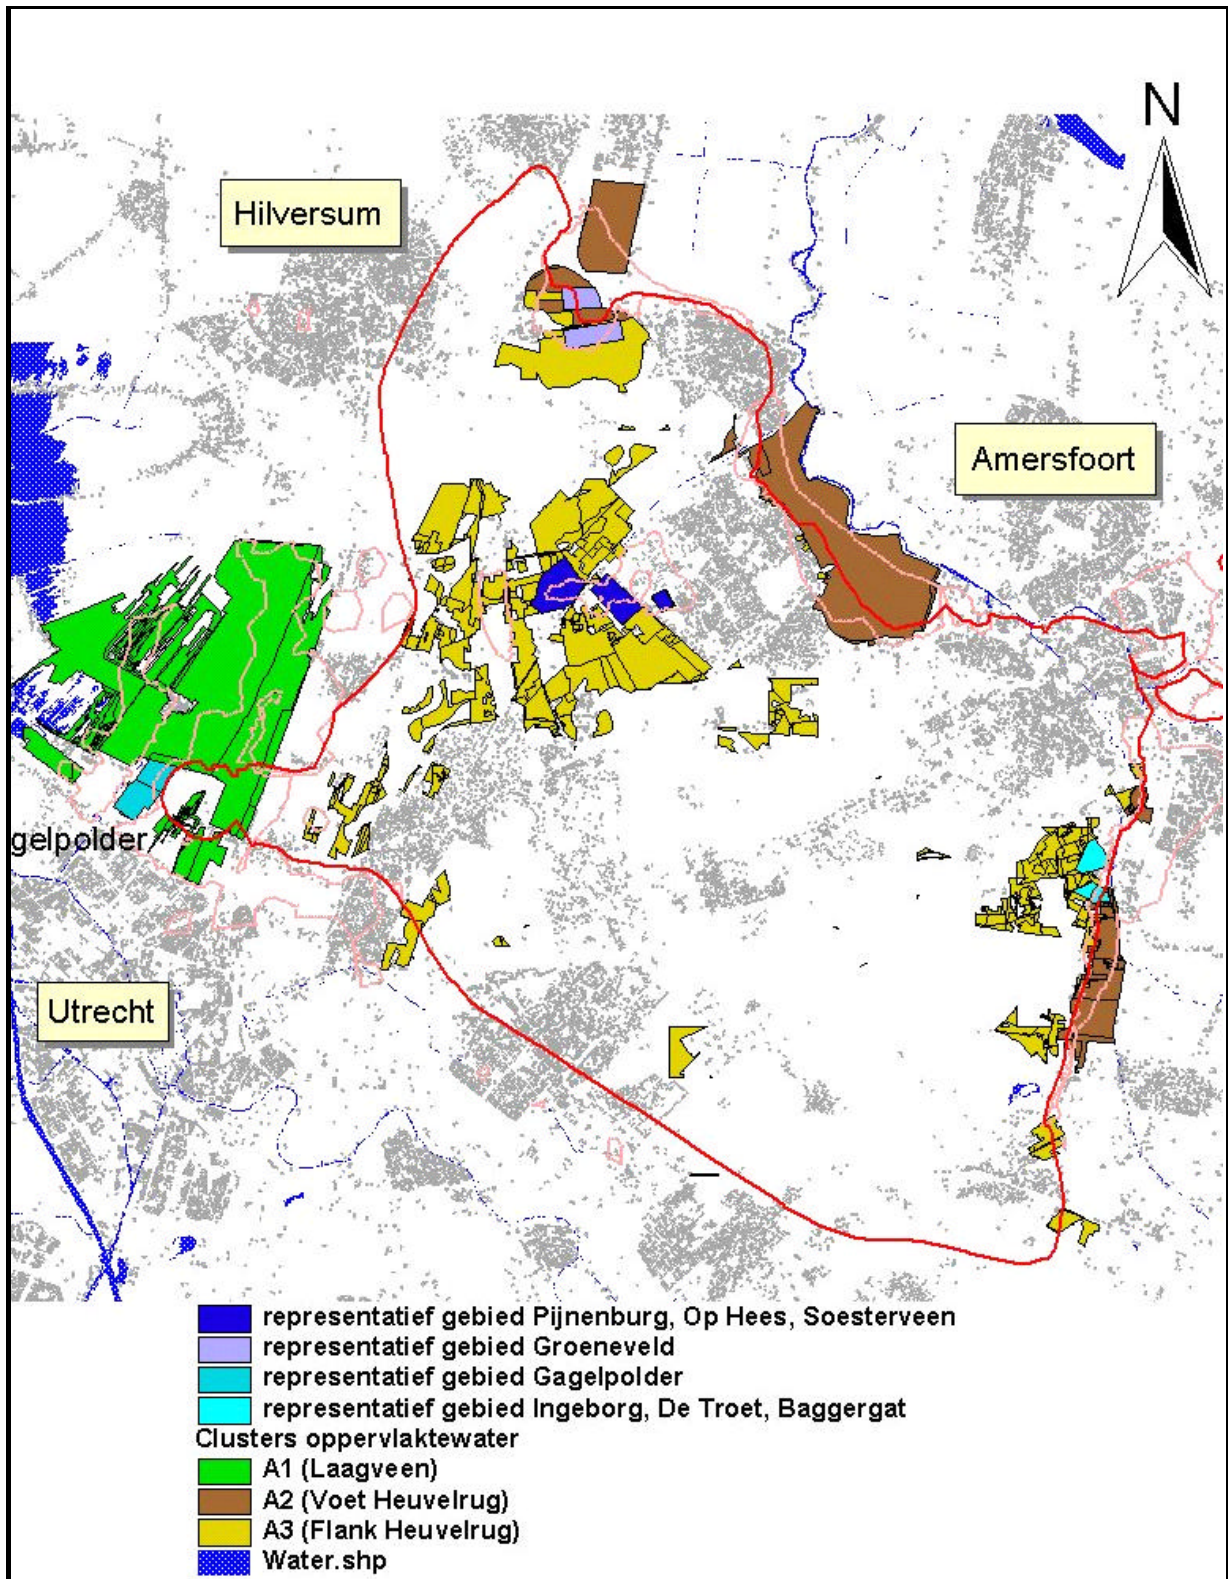 N
Hilversum
Amersfoort
gelpolder
Utrecht
representatief gebied Pijnenburg, Op Hees, Soesterveen
representatief gebied Groeneveld
representatief gebied Gagelpolder
representatief gebied Ingeborg, De Troet, Baggergat
Clusters oppervlaktewater
A1 (Laagveen)
A2 (Voet Heuvelrug)
A3 (Flank Heuvelrug)
Water.shp